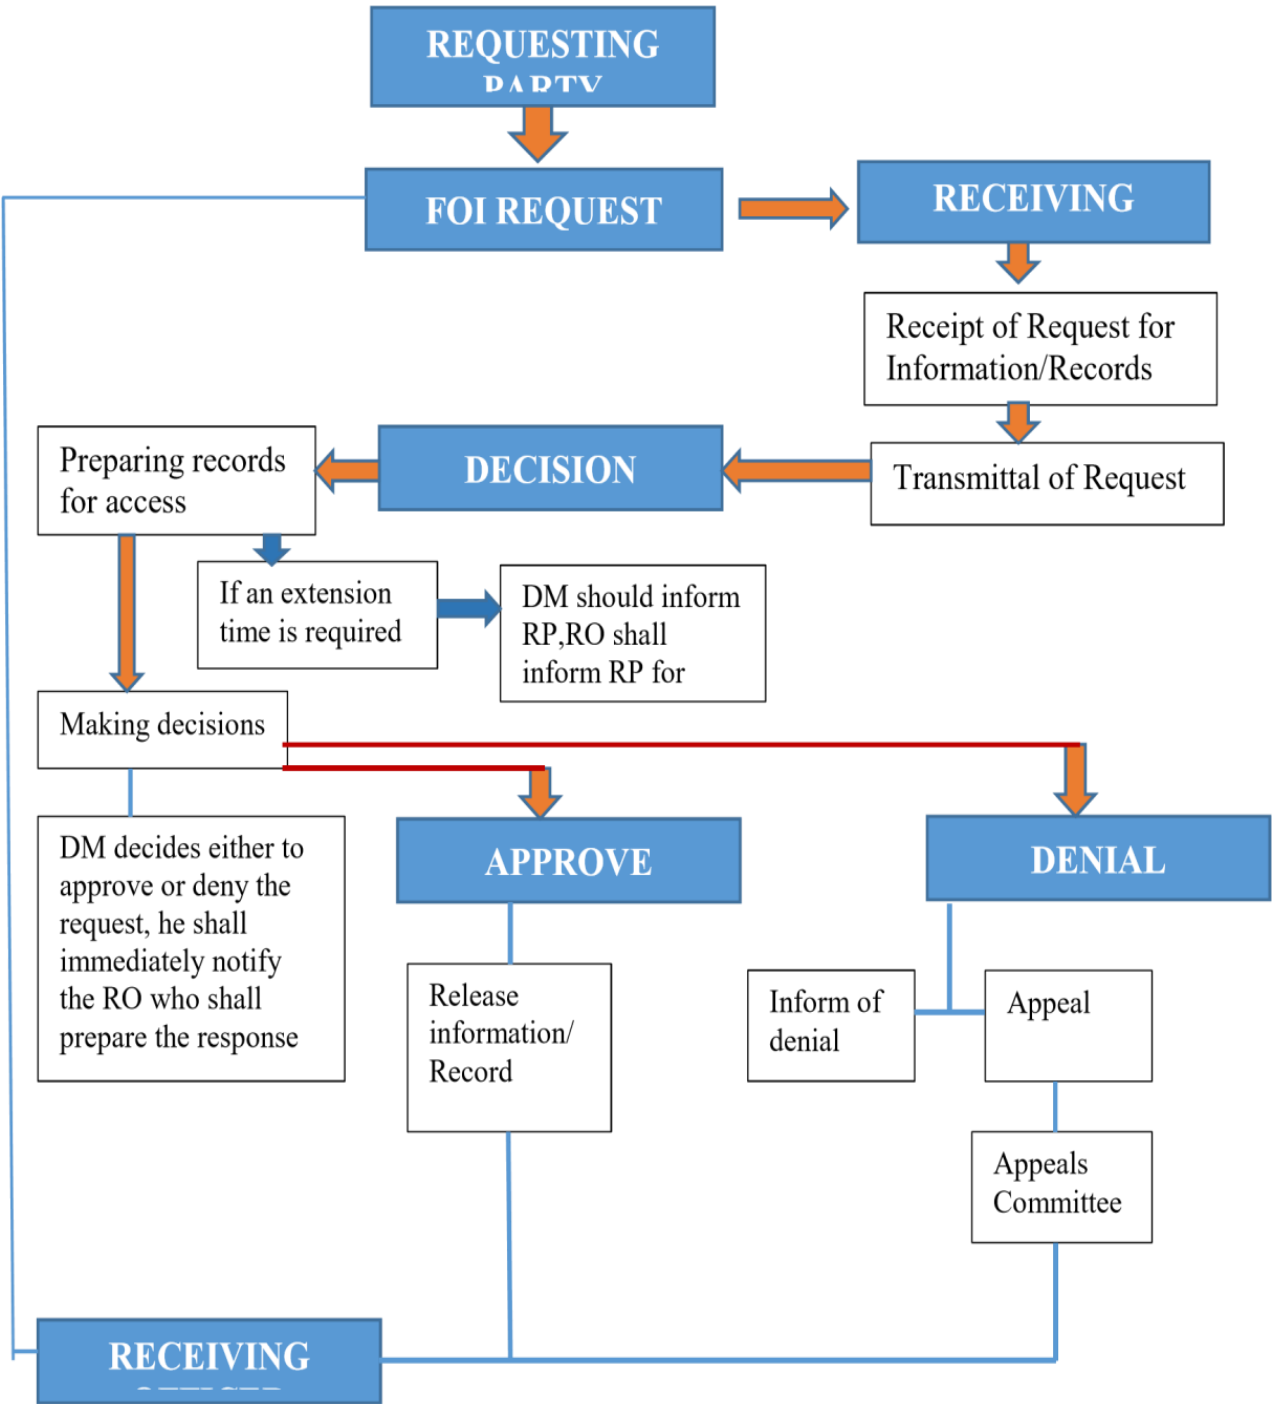 REQUESTING
PARTY
FOI REQUEST
RECEIVING
Receipt of Request for
Information/Records
Transmittal of Request
DECISION
Preparing records
for access
If an extension
time is required
DM should inform
RP,RO shall
inform RP for
Making decisions
DM decides either to
approve or deny the
request, he shall
immediately notify
the RO who shall
prepare the response
APPROVE
Release
information/
Record
DENIAL
Inform of
denial
Appeal
Appeals
Committee
RECEIVING